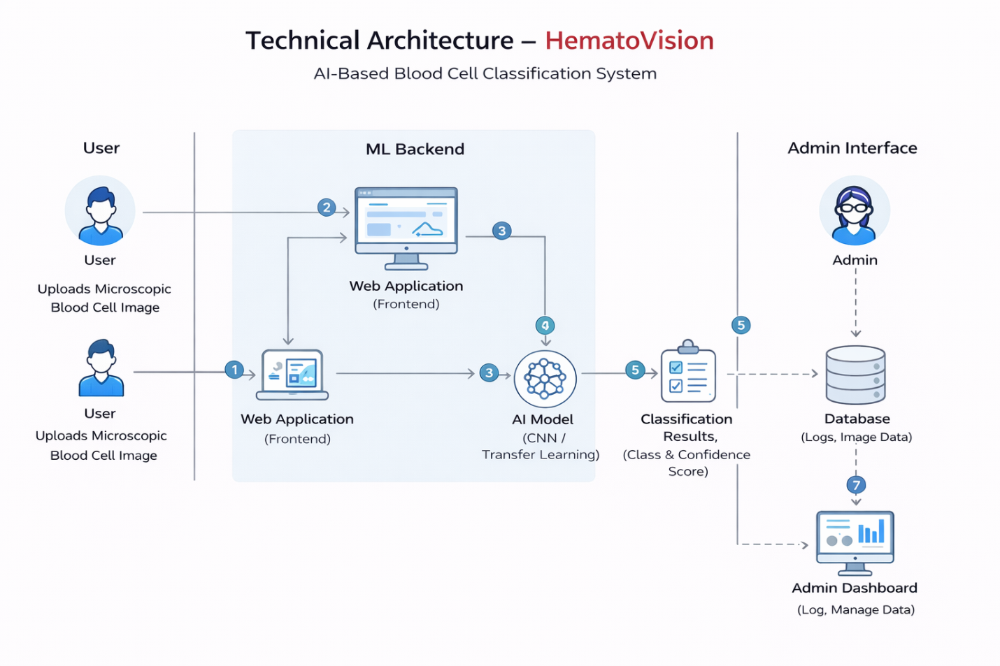 Technical Architecture – HematoVision
AI-Based Blood Cell Classification System
User
ML Backend
Admin Interface
2
3
User
Uploads Microscopic
Blood Cell Image
Web Application
(Frontend)
Admin
4
5
1
3
5
User
Uploads Microscopic
Blood Cell Image
Web Application
(Frontend)
AI Model
(CNN /
Transfer Learning)
Classification
Results,
(Class & Confidence
Score)
Database
(Logs, Image Data)
7
Admin Dashboard
(Log, Manage Data)